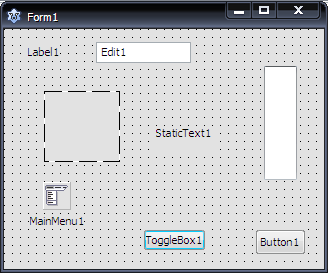 Form1
Label1
Edit1
StaticText1
MainMenu1
ToggleBox1
Button1